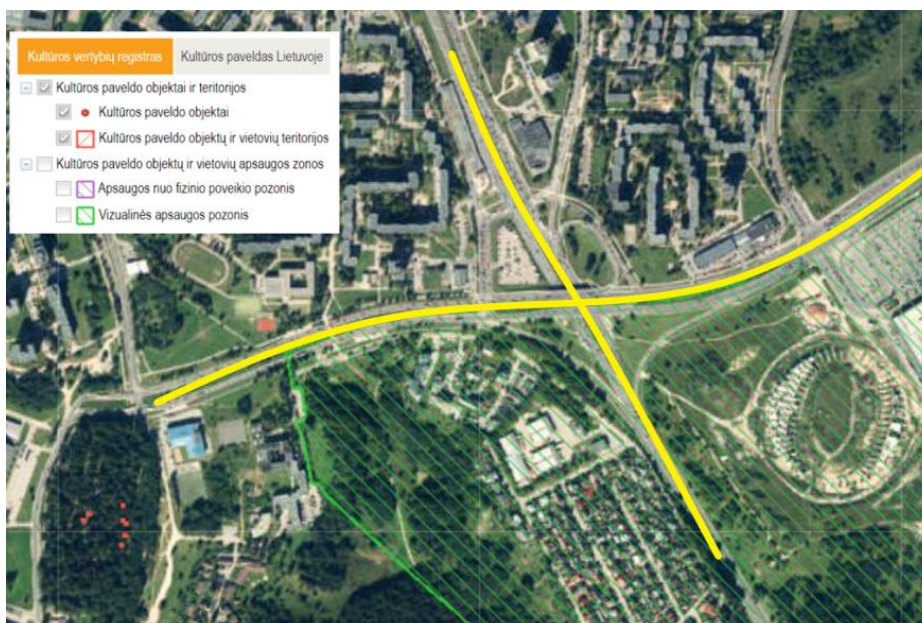 Kultūros vertybių registras
Kultūros paveldas Lietuvoje
Kultūros paveldo objektai ir teritorijos
Kultūros paveldo objektai
Kultūros paveldo objektų ir vietovių teritorijos
Kultūros paveldo objektų ir vietovių apsaugos zonos
Apsaugos nuo fizinio poveikio pozonis
Vizualinės apsaugos pozonis